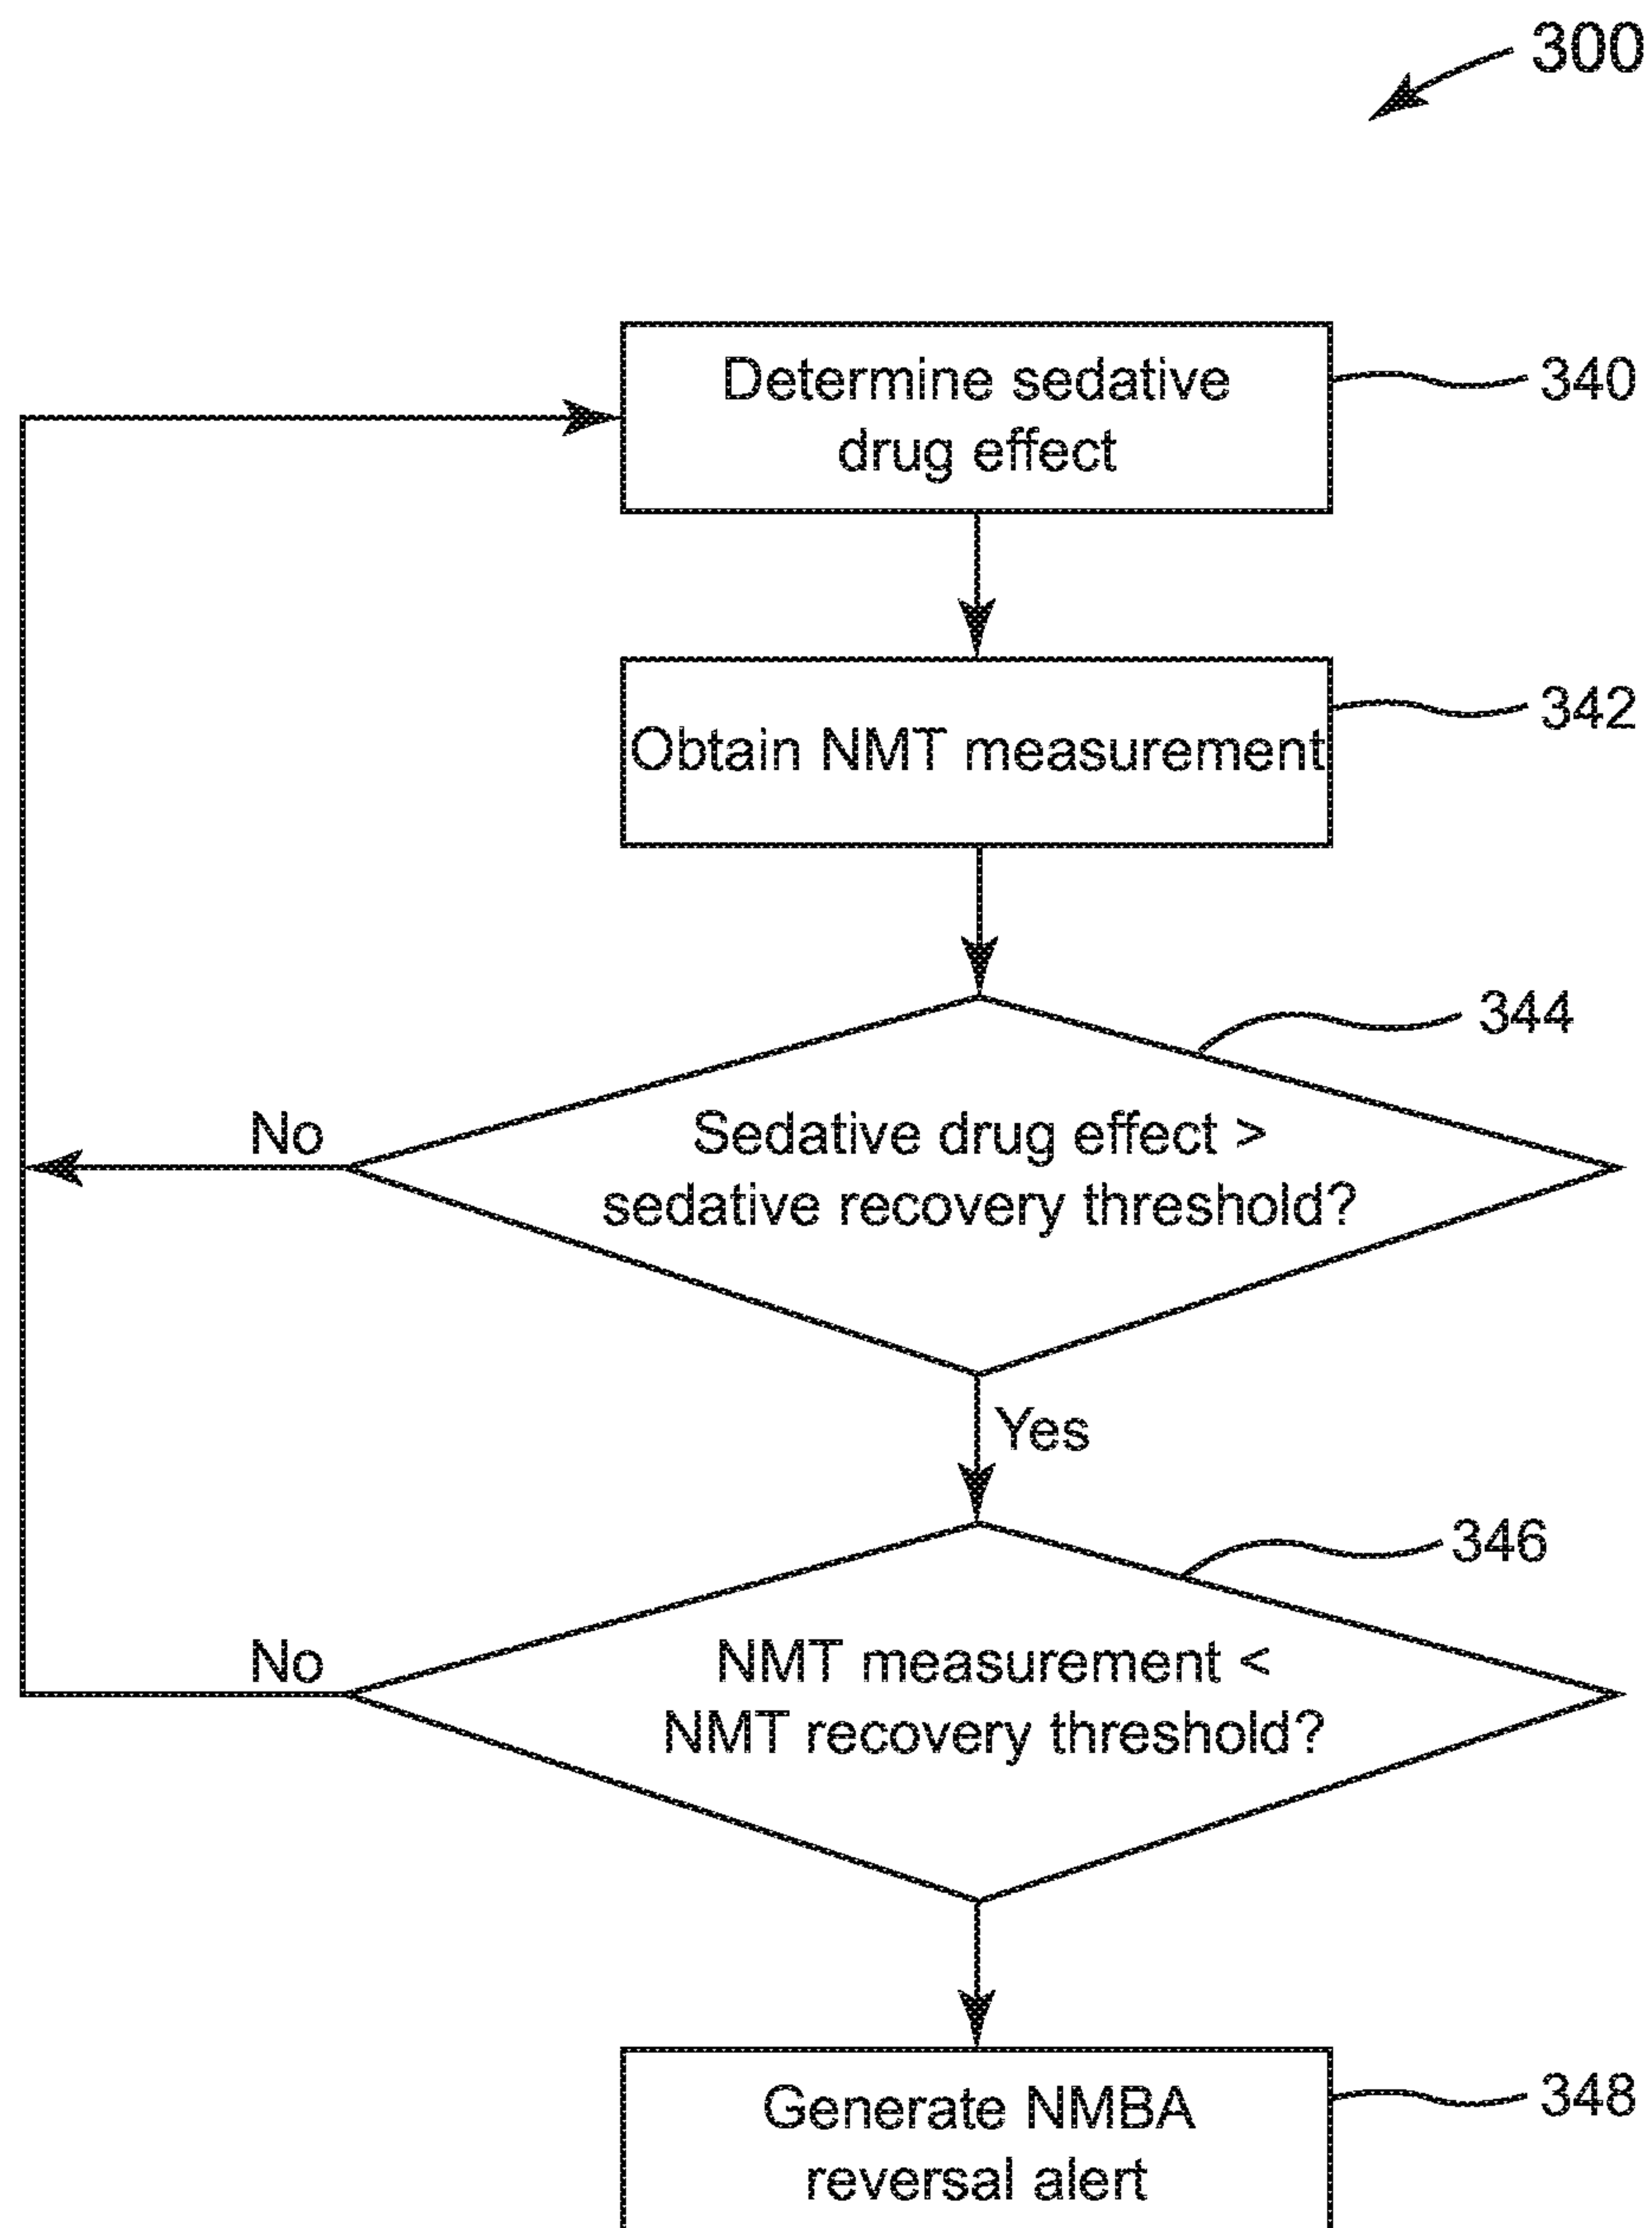 300
Determine sedative
drug effect
340
Obtain NMT measurement
342
344
Sedative drug effect >
sedative recovery threshold?
No
Yes
346
NMT measurement <
NMT recovery threshold?
No
Generate NMBA
reversal alert
348